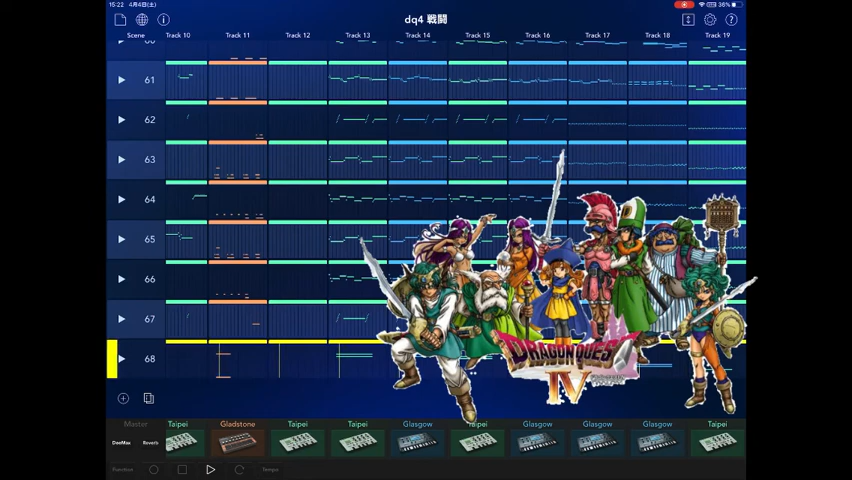 15:22 4月4日(土)
36%
dq4 戦闘
Scene Track 10 Track 11 Track 12 Track 13 Track 14 Track 15 Track 16 Track 17 Track 18 Track 19
61
62
63
64
65
66
67
68
DRAGON QUEST
IV
Master Taipei Gladstone Taipei Taipei Glasgow Taipei Glasgow Glasgow Glasgow Taipei
DeeMax Reverb
Function Tempo